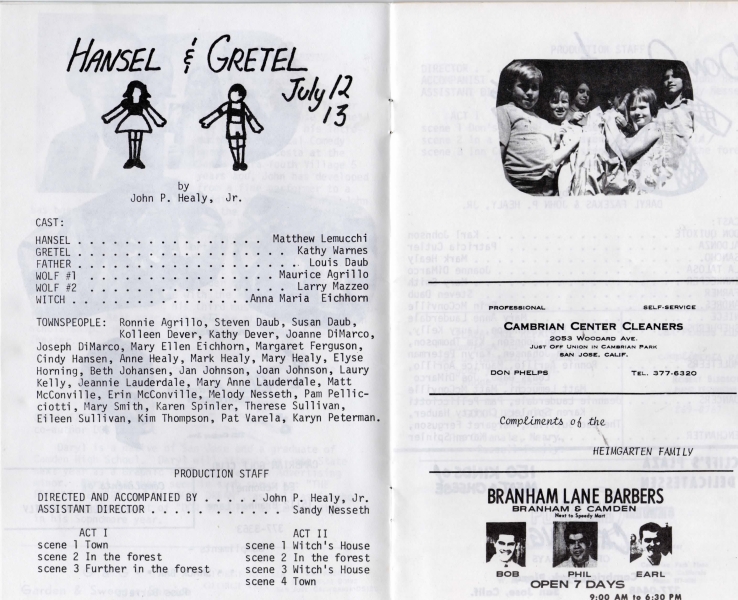 HANSEL & GRETEL
July 12
13
by
John P. Healy, Jr.
CAST:
HANSEL . . . . . . . . . . . . . . . . . . . Matthew Lemucchi
GRETEL . . . . . . . . . . . . . . . . . . . . . Kathy Warnes
FATHER . . . . . . . . . . . . . . . . . . . . . . Louis Daub
WOLF #1 . . . . . . . . . . . . . . . . . . Maurice Agrillo
WOLF #2 . . . . . . . . . . . . . . . . . . . . Larry Mazzeo
WITCH . . . . . . . . . . . . . . . . .Anna Maria Eichhorn
TOWNSPEOPLE: Ronnie Agrillo, Steven Daub, Susan Daub,
Kolleen Dever, Kathy Dever, Joanne DiMarco,
Joseph DiMarco, Mary Ellen Eichhorn, Margaret Ferguson,
Cindy Hansen, Anne Healy, Mark Healy, Mary Healy, Elyse
Horning, Beth Johansen, Jan Johnson, Joan Johnson, Laury
Kelly, Jeannie Lauderdale, Mary Anne Lauderdale, Matt
McConville, Erin McConville, Melody Nesseth, Pam Pellic-
ciotti, Mary Smith, Karen Spinler, Therese Sullivan,
Eileen Sullivan, Kim Thompson, Pat Varela, Karyn Peterman.
PRODUCTION STAFF
DIRECTED AND ACCOMPANIED BY . . . . . John P. Healy, Jr.
ASSISTANT DIRECTOR . . . . . . . . . . . . Sandy Nesseth
ACT I
scene 1 Town
scene 2 In the forest
scene 3 Further in the forest
ACT II
scene 1 Witch's House
scene 2 In the forest
scene 3 Witch's House
scene 4 Town
PROFESSIONAL SELF-SERVICE
CAMBRIAN CENTER CLEANERS
2053 WOODARD AVE.
JUST OFF UNION IN CAMBRIAN PARK
SAN JOSE, CALIF.
DON PHELPS TEL. 377-6320
Compliments of the
HEIMGARTEN FAMILY
BRANHAM LANE BARBERS
BRANHAM & CAMDEN
Next to Speedy Mart
BOB PHIL EARL
OPEN 7 DAYS
9:00 AM to 6:30 PM